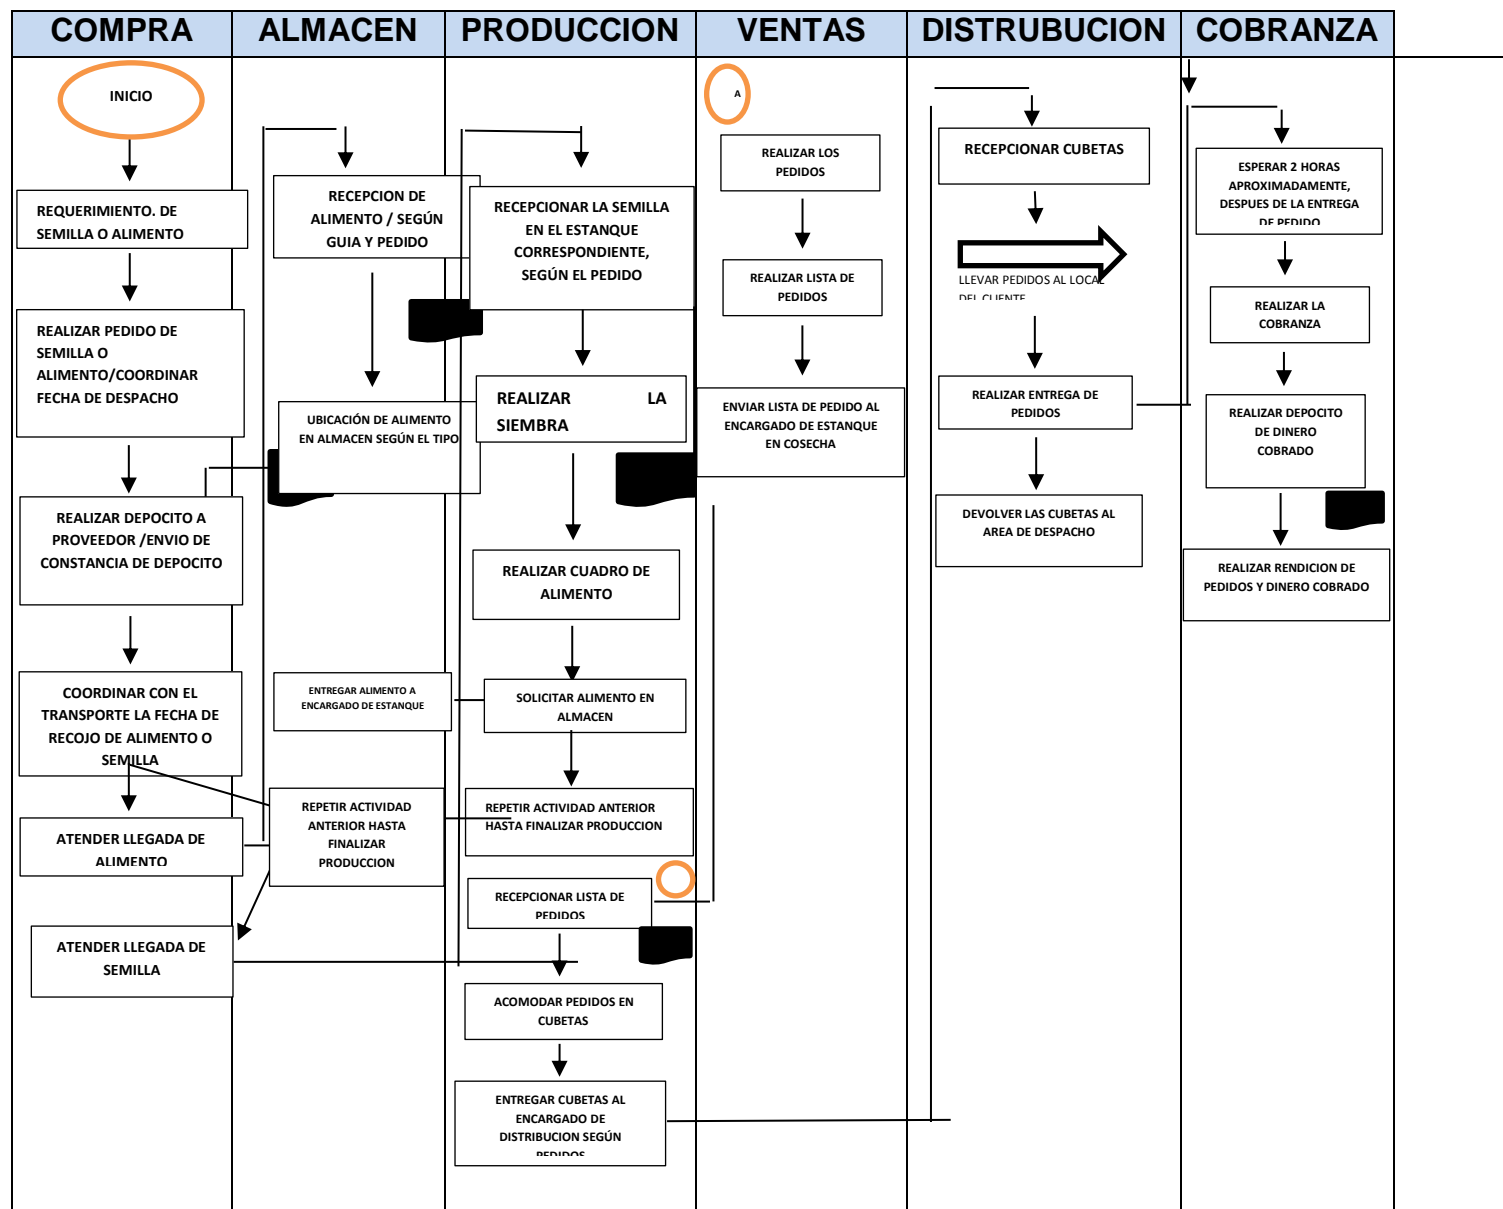 COMPRA
ALMACEN
PRODUCCION
VENTAS
DISTRUBUCION
COBRANZA
INICIO
REQUERIMIENTO. DE
SEMILLA O ALIMENTO
REALIZAR PEDIDO DE
SEMILLA O
ALIMENTO/COORDINAR
FECHA DE DESPACHO
REALIZAR DEPOCITO A
PROVEEDOR /ENVIO DE
CONSTANCIA DE DEPOCITO
COORDINAR CON EL
TRANSPORTE LA FECHA DE
RECOJO DE ALIMENTO O
SEMILLA
ATENDER LLEGADA DE
ALIMENTO
ATENDER LLEGADA DE
SEMILLA
RECEPCION DE
ALIMENTO / SEGÚN
GUIA Y PEDIDO
UBICACIÓN DE ALIMENTO
EN ALMACEN SEGÚN EL TIPO
ENTREGAR ALIMENTO A
ENCARGADO DE ESTANQUE
REPETIR ACTIVIDAD
ANTERIOR HASTA
FINALIZAR
PRODUCCION
RECEPCIONAR LA SEMILLA
EN EL ESTANQUE
CORRESPONDIENTE,
SEGÚN EL PEDIDO
REALIZAR LA
SIEMBRA
REALIZAR CUADRO DE
ALIMENTO
SOLICITAR ALIMENTO EN
ALMACEN
REPETIR ACTIVIDAD ANTERIOR
HASTA FINALIZAR PRODUCCION
RECEPCIONAR LISTA DE
PEDIDOS
ACOMODAR PEDIDOS EN
CUBETAS
ENTREGAR CUBETAS AL
ENCARGADO DE
DISTRIBUCION SEGÚN
PEDIDOS
A
REALIZAR LOS
PEDIDOS
REALIZAR LISTA DE
PEDIDOS
ENVIAR LISTA DE PEDIDO AL
ENCARGADO DE ESTANQUE
EN COSECHA
RECEPCIONAR CUBETAS
LLEVAR PEDIDOS AL LOCAL
DEL CLIENTE
REALIZAR ENTREGA DE
PEDIDOS
DEVOLVER LAS CUBETAS AL
AREA DE DESPACHO
ESPERAR 2 HORAS
APROXIMADAMENTE,
DESPUES DE LA ENTREGA
DE PEDIDO
REALIZAR LA
COBRANZA
REALIZAR DEPOCITO
DE DINERO
COBRADO
REALIZAR RENDICION DE
PEDIDOS Y DINERO COBRADO